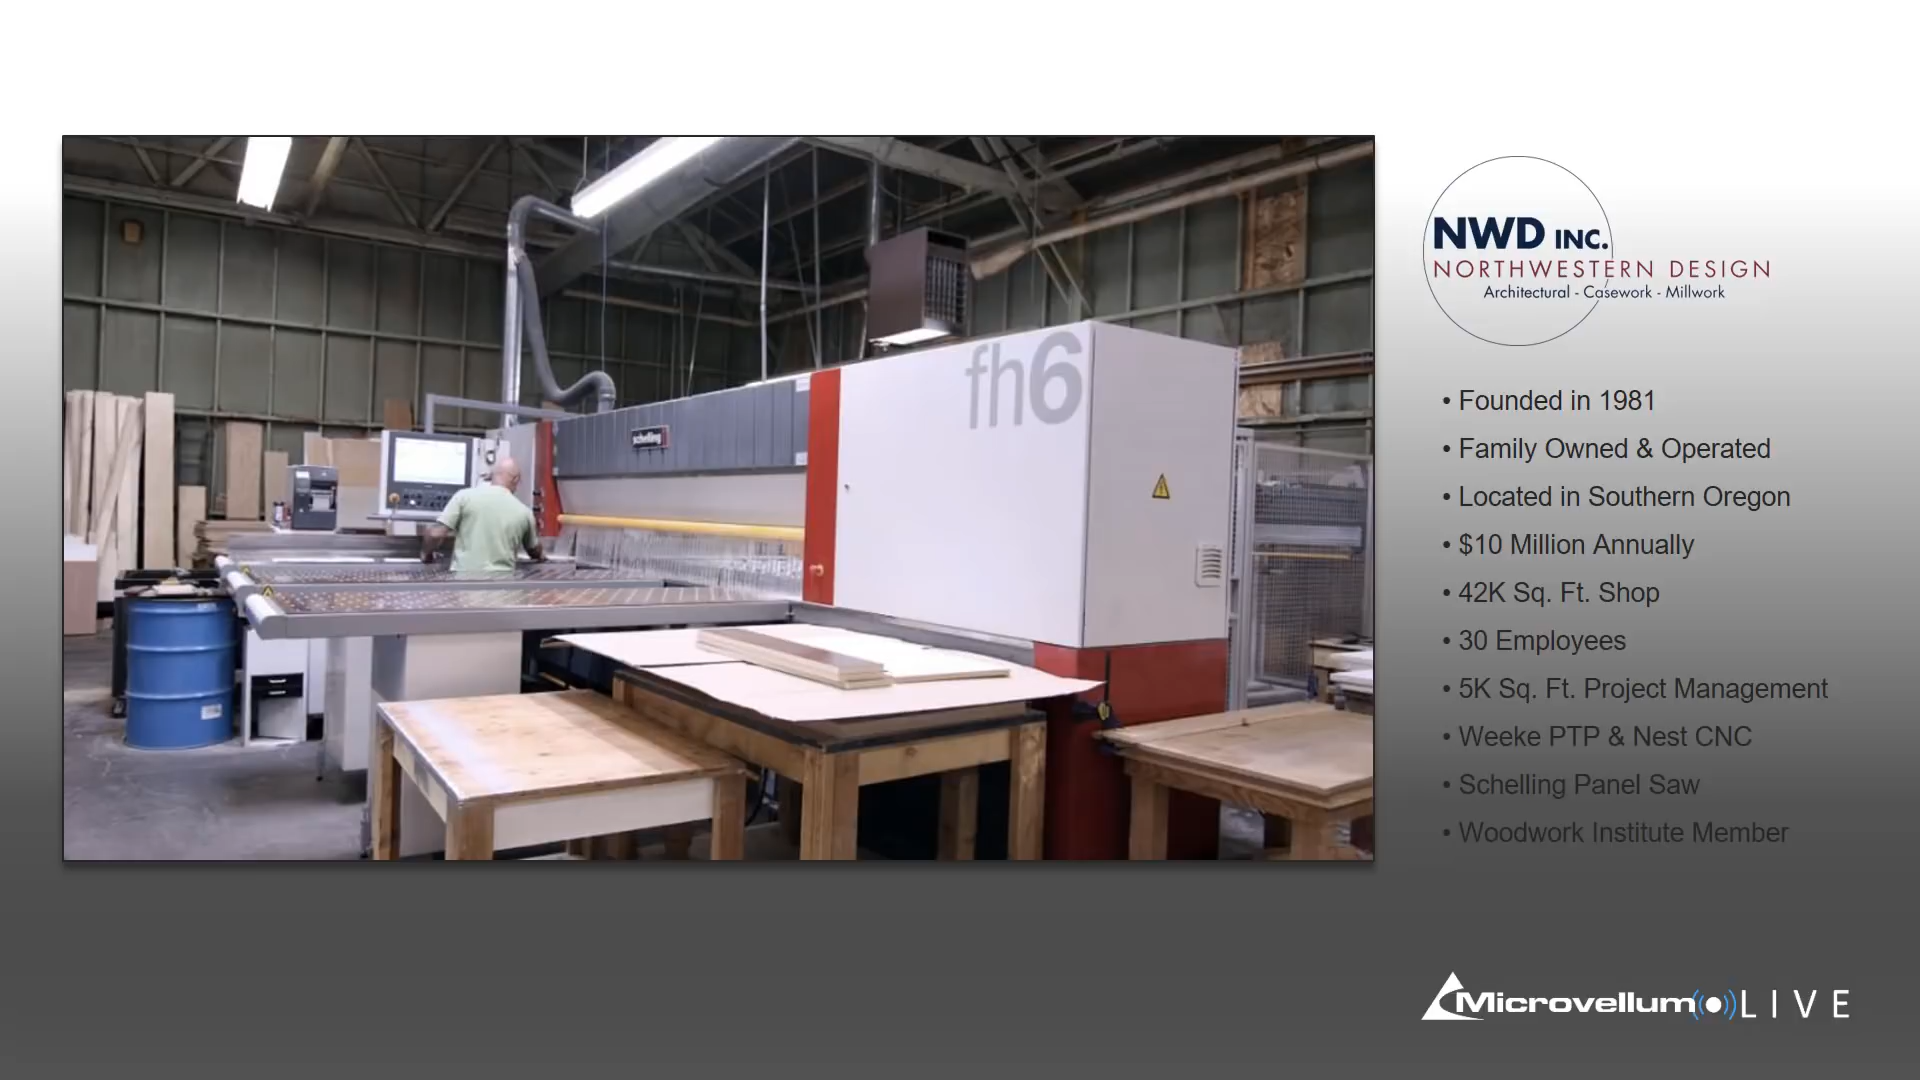 fh6
schelling
NWD INC.
NORTHWESTERN DESIGN
Architectural - Casework - Millwork
• Founded in 1981
• Family Owned & Operated
• Located in Southern Oregon
• $10 Million Annually
• 42K Sq. Ft. Shop
• 30 Employees
• 5K Sq. Ft. Project Management
• Weeke PTP & Nest CNC
• Schelling Panel Saw
• Woodwork Institute Member
Microvellum LIVE